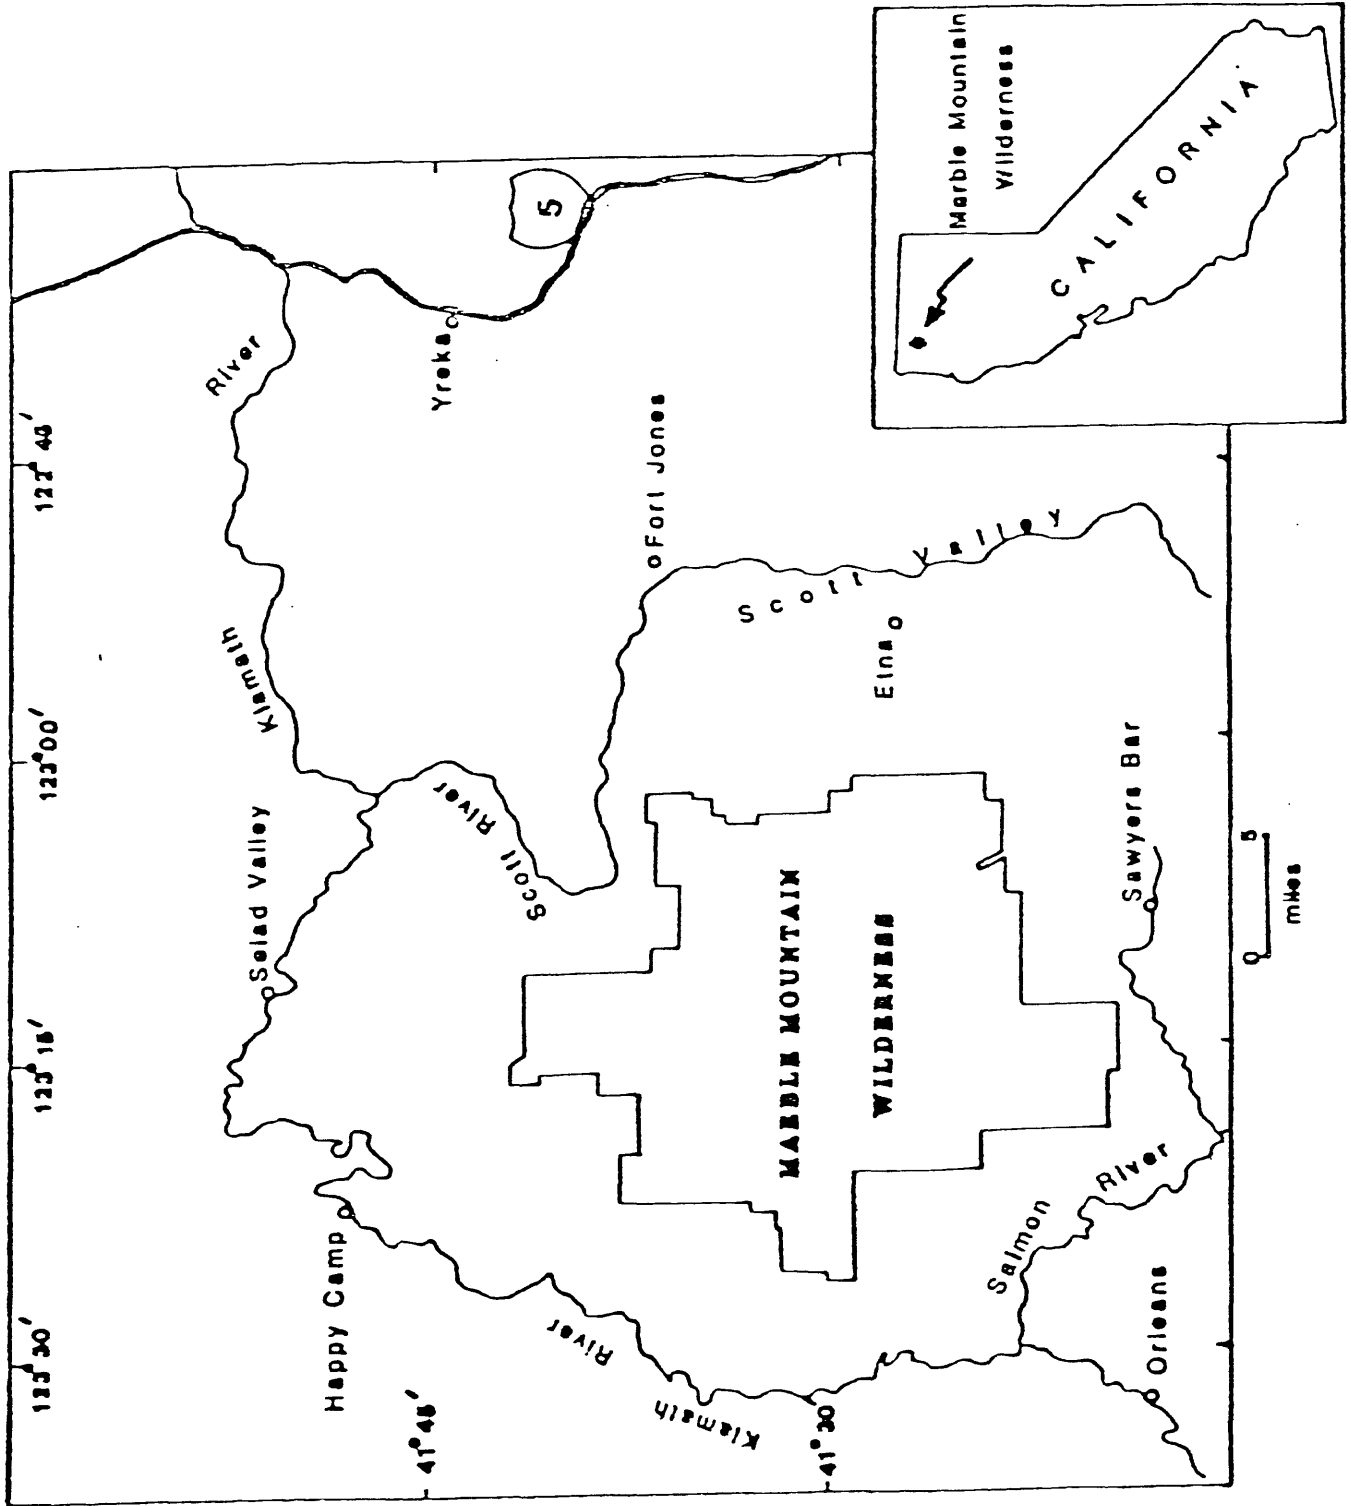 123°30'
123°15'
123°00'
122°45'
Klamath
River
Seiad Valley
Happy Camp
41°45'
Yreka
Scott River
5
Klamath River
Fort Jones
MARBLE MOUNTAIN
WILDERNESS
Scott Valley
41°30'
Etna
Salmon River
Orleans
Sawyers Bar
0 5
miles
Marble Mountain
Wilderness
CALIFORNIA